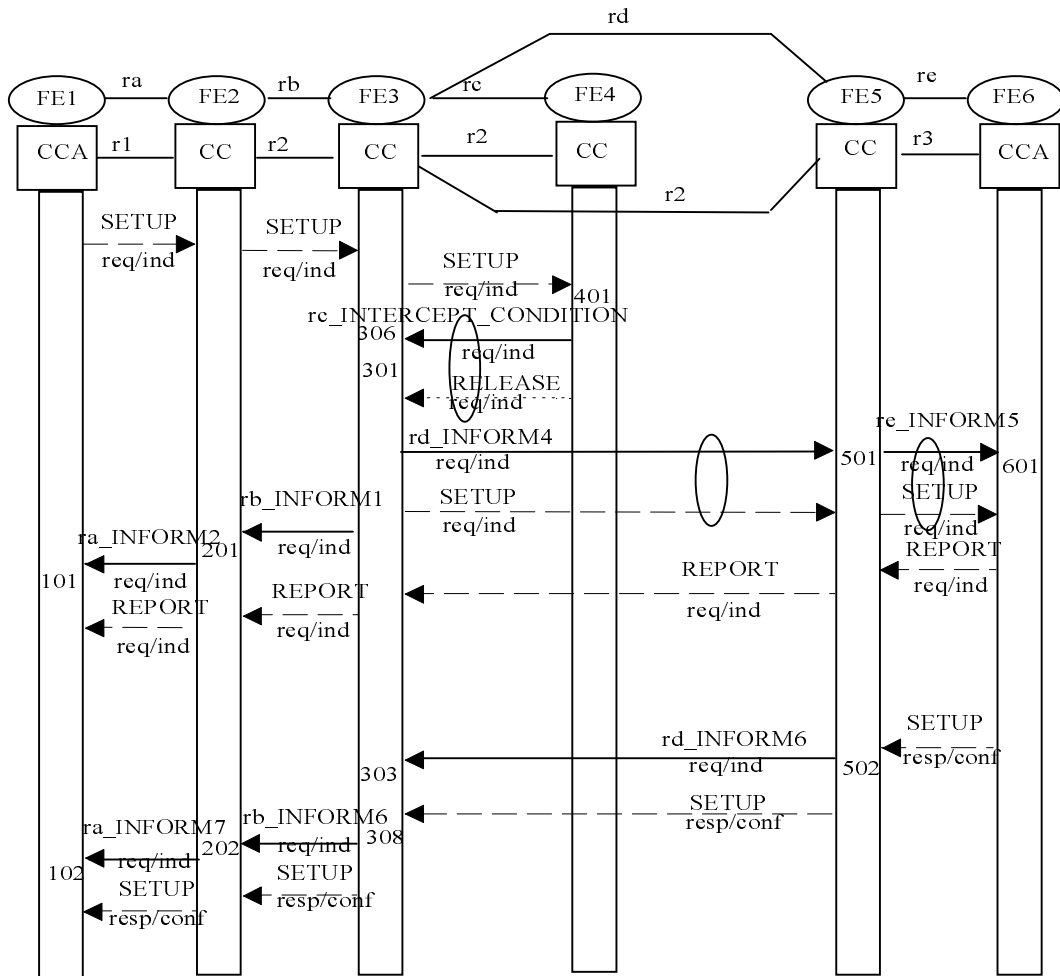 rd
ra
rb
rc
re
FE1
FE2
FE3
FE4
FE5
FE6
r1
r2
r2
r3
CCA
CC
CC
CC
CC
CCA
r2
SETUP
req/ind
SETUP
req/ind
SETUP
req/ind
401
rc_INTERCEPT_CONDITION
306
req/ind
301
RELEASE
req/ind
rd_INFORM4
req/ind
501
re_INFORM5
req/ind
601
rb_INFORM1
req/ind
SETUP
req/ind
SETUP
req/ind
ra_INFORM2
201
req/ind
101
REPORT
req/ind
REPORT
req/ind
REPORT
req/ind
REPORT
req/ind
SETUP
resp/conf
rd_INFORM6
req/ind
502
303
SETUP
resp/conf
rb_INFORM6
req/ind
308
ra_INFORM7
req/ind
202
102
SETUP
resp/conf
SETUP
resp/conf